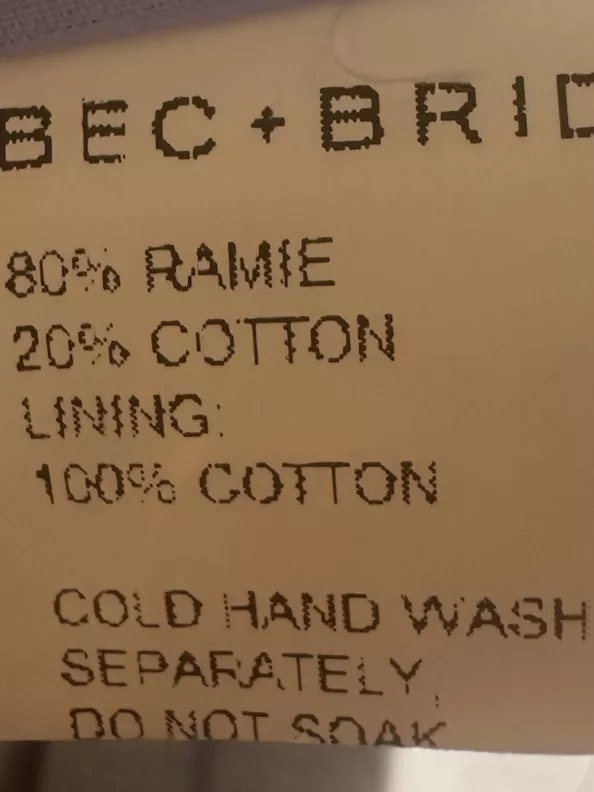 BEC + BRID
80% RAMIE
20% COTTON
LINING:
100% COTTON
COLD HAND WASH
SEPARATELY,
DO NOT SOAK